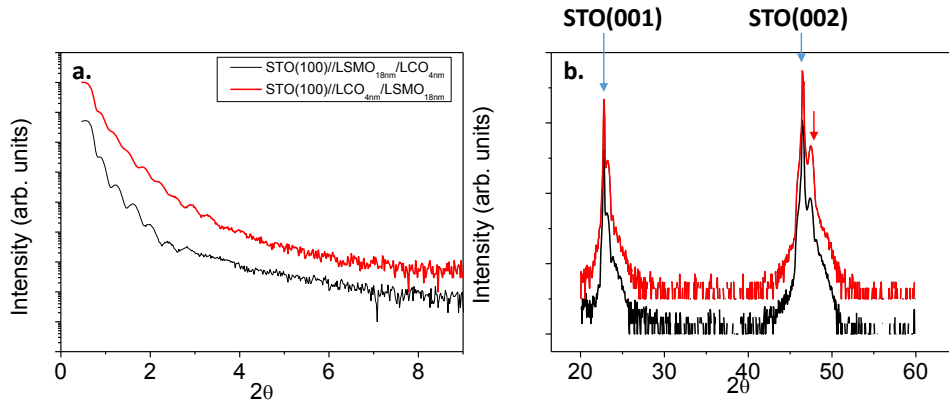 STO(001)
STO(002)
a.
STO(100)//LSMO18nm/LCO4nm
STO(100)//LCO4nm/LSMO18nm
b.
Intensity (arb. units)
Intensity (arb. units)
0
2
4
6
8
20
30
40
50
60
2θ
2θ